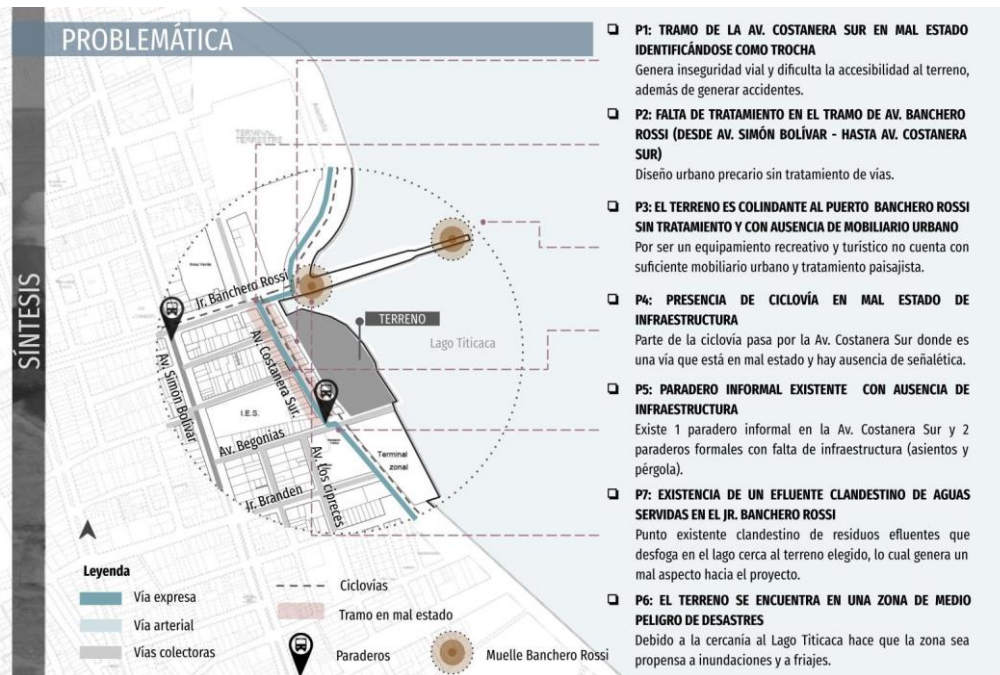 PROBLEMÁTICA
SÍNTESIS
TERMINAL
TERRESTRE
Jr. Banchero Rossi
TERRENO
Lago Titicaca
Av. Simón Bolívar
Av. Costanera Sur.
I.E.S.
Av. Begonias
Av. Los cipreces
Terminal
zonal
Jr. Branden
Leyenda
Vía expresa
Vía arterial
Vías colectoras
Ciclovías
Tramo en mal estado
Paraderos
Muelle Banchero Rossi
P1: TRAMO DE LA AV. COSTANERA SUR EN MAL ESTADO
IDENTIFICÁNDOSE COMO TROCHA
Genera inseguridad vial y dificulta la accesibilidad al terreno,
además de generar accidentes.
P2: FALTA DE TRATAMIENTO EN EL TRAMO DE AV. BANCHERO
ROSSI (DESDE AV. SIMÓN BOLÍVAR - HASTA AV. COSTANERA
SUR)
Diseño urbano precario sin tratamiento de vías.
P3: EL TERRENO ES COLINDANTE AL PUERTO BANCHERO ROSSI
SIN TRATAMIENTO Y CON AUSENCIA DE MOBILIARIO URBANO
Por ser un equipamiento recreativo y turístico no cuenta con
suficiente mobiliario urbano y tratamiento paisajista.
P4: PRESENCIA DE CICLOVÍA EN MAL ESTADO DE
INFRAESTRUCTURA
Parte de la ciclovía pasa por la Av. Costanera Sur donde es
una vía que está en mal estado y hay ausencia de señalética.
P5: PARADERO INFORMAL EXISTENTE CON AUSENCIA DE
INFRAESTRUCTURA
Existe 1 paradero informal en la Av. Costanera Sur y 2
paraderos formales con falta de infraestructura (asientos y
pérgola).
P7: EXISTENCIA DE UN EFLUENTE CLANDESTINO DE AGUAS
SERVIDAS EN EL JR. BANCHERO ROSSI
Punto existente clandestino de residuos efluentes que
desfoga en el lago cerca al terreno elegido, lo cual genera un
mal aspecto hacia el proyecto.
P6: EL TERRENO SE ENCUENTRA EN UNA ZONA DE MEDIO
PELIGRO DE DESASTRES
Debido a la cercanía al Lago Titicaca hace que la zona sea
propensa a inundaciones y a friajes.